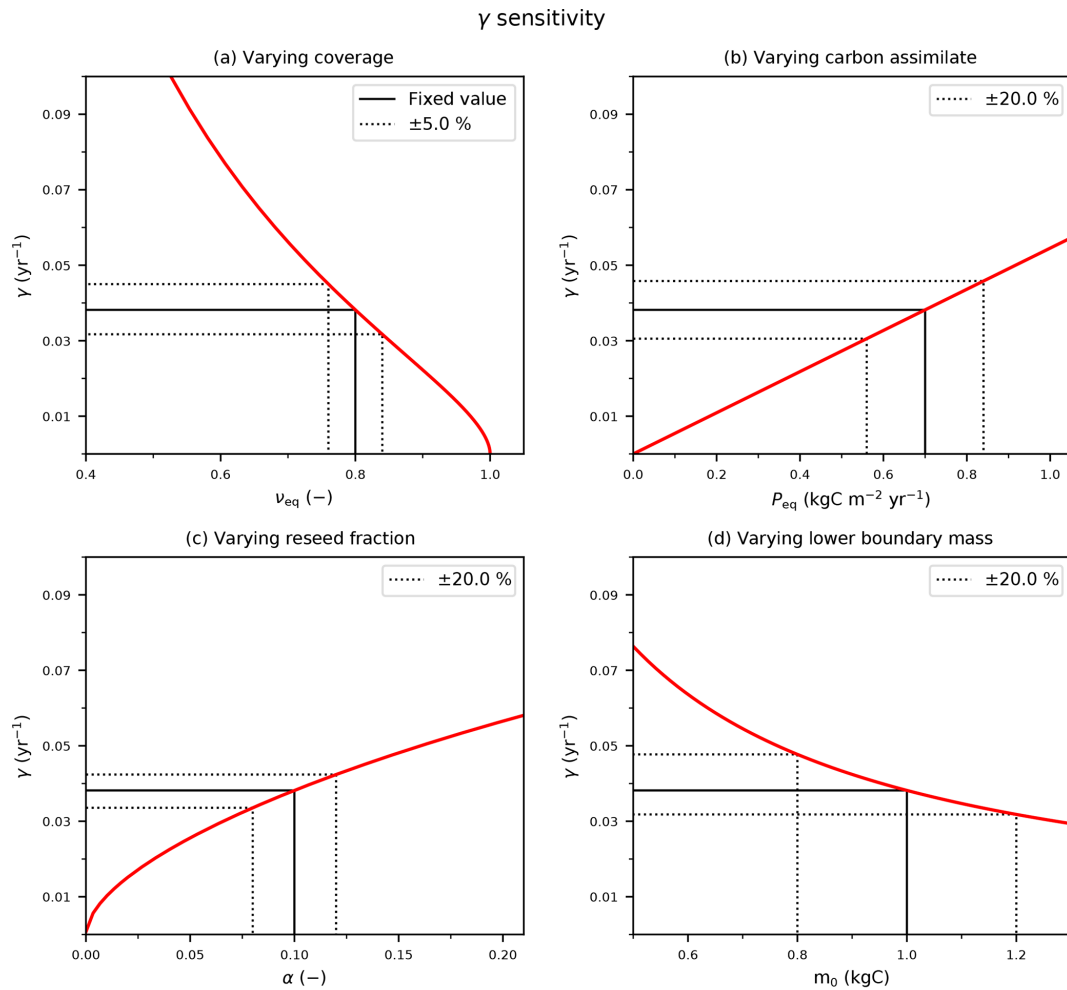 γ sensitivity
(a) Varying coverage
γ (yr⁻¹)
0.09
0.07
0.05
0.03
0.01
Fixed value
±5.0 %
0.4 0.6 0.8 1.0
ν_eq (−)
(b) Varying carbon assimilate
γ (yr⁻¹)
0.09
0.07
0.05
0.03
0.01
±20.0 %
0.0 0.2 0.4 0.6 0.8 1.0
P_eq (kgC m⁻² yr⁻¹)
(c) Varying reseed fraction
γ (yr⁻¹)
0.09
0.07
0.05
0.03
0.01
±20.0 %
0.00 0.05 0.10 0.15 0.20
α (−)
(d) Varying lower boundary mass
γ (yr⁻¹)
0.09
0.07
0.05
0.03
0.01
±20.0 %
0.6 0.8 1.0 1.2
m₀ (kgC)